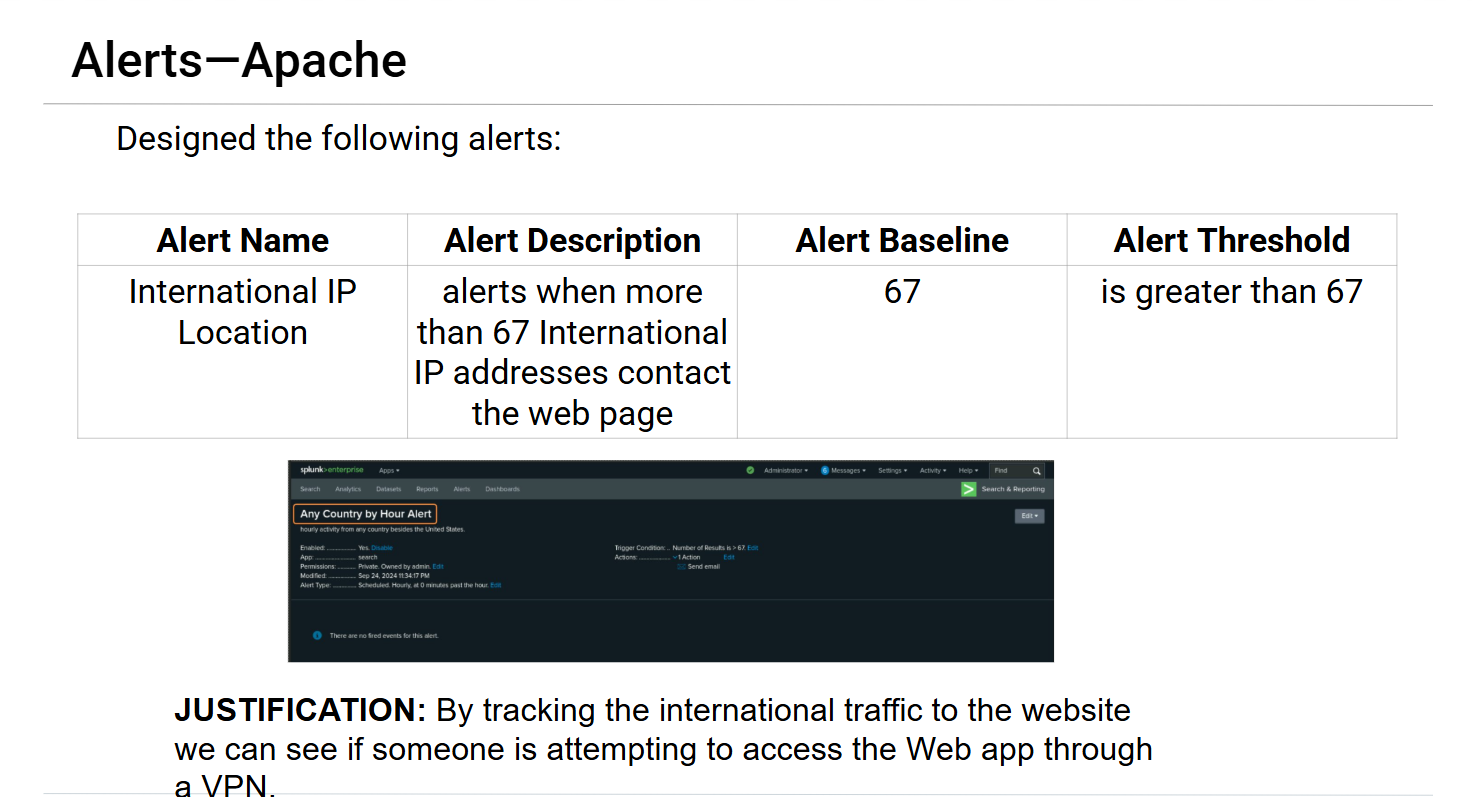 Alerts—Apache
Designed the following alerts:
Alert Name Alert Description Alert Baseline Alert Threshold
International IP Location alerts when more than 67 International IP addresses contact the web page 67 is greater than 67
splunk>enterprise Apps Administrator 6 Messages Settings Activity Help Find
Search Analytics Datasets Reports Alerts Dashboards Search & Reporting
Any Country by Hour Alert Edit
hourly activity from any country besides the United States.
Enabled: ................ Yes. Disable Trigger Condition: .. Number of Results is > 67. Edit
App: ................ search Actions: ................ 1 Action Edit
Permissions: ......... Private. Owned by admin. Edit Send email
Modified: ............ Sep 24, 2024 11:34:17 PM
Alert Type: ........... Scheduled. Hourly, at 0 minutes past the hour. Edit
There are no fired events for this alert.
JUSTIFICATION: By tracking the international traffic to the website
we can see if someone is attempting to access the Web app through
a VPN.